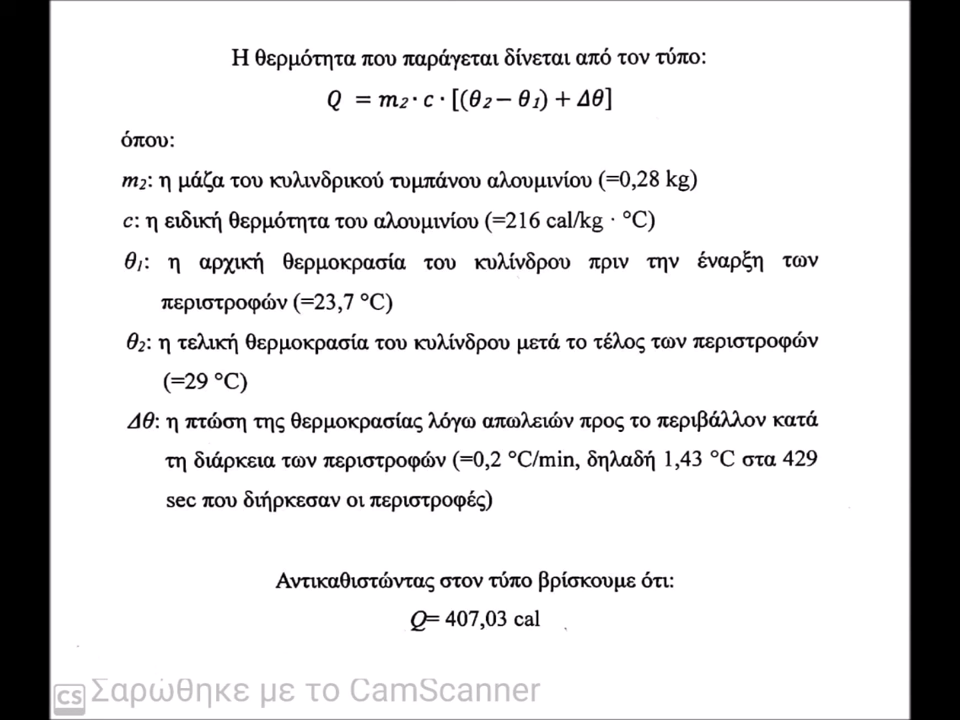 Η θερμότητα που παράγεται δίνεται από τον τύπο:
Q = m₂ · c · [(θ₂ – θ₁) + Δθ]
όπου:
m₂: η μάζα του κυλινδρικού τυμπάνου αλουμινίου (=0,28 kg)
c: η ειδική θερμότητα του αλουμινίου (=216 cal/kg · °C)
θ₁: η αρχική θερμοκρασία του κυλίνδρου πριν την έναρξη των
περιστροφών (=23,7 °C)
θ₂: η τελική θερμοκρασία του κυλίνδρου μετά το τέλος των περιστροφών
(=29 °C)
Δθ: η πτώση της θερμοκρασίας λόγω απωλειών προς το περιβάλλον κατά
τη διάρκεια των περιστροφών (=0,2 °C/min, δηλαδή 1,43 °C στα 429
sec που διήρκεσαν οι περιστροφές)
Αντικαθιστώντας στον τύπο βρίσκουμε ότι:
Q= 407,03 cal
CS Σαρώθηκε με το CamScanner